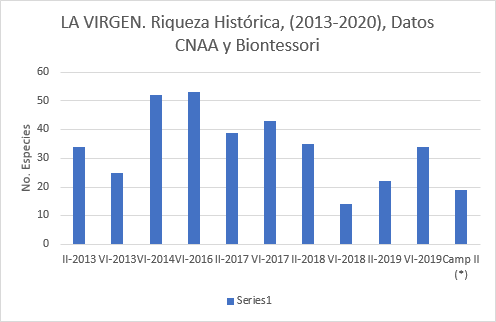 LA VIRGEN. Riqueza Histórica, (2013-2020), Datos
CNAA y Biontessori
60
50
40
30
20
10
0
No. Especies
II-2013 VI-2013 VI-2014 VI-2016 II-2017 VI-2017 II-2018 VI-2018 II-2019 VI-2019 Camp II
(*)
Series1